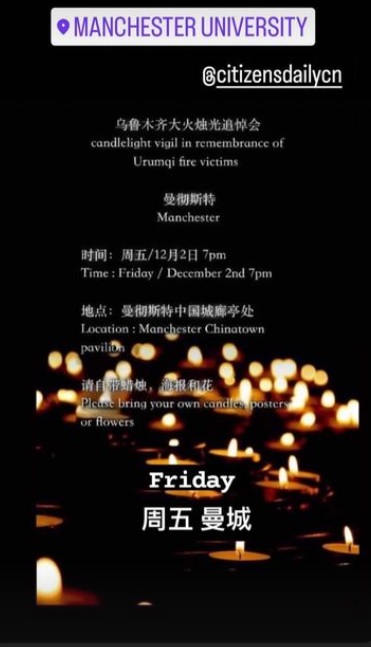 MANCHESTER UNIVERSITY
@citizensdailycn
乌鲁木齐大火烛光追悼会
candlelight vigil in remembrance of
Urumqi fire victims
曼彻斯特
Manchester
时间：周五/12月2日 7pm
Time : Friday / December 2nd 7pm
地点：曼彻斯特中国城廊亭处
Location : Manchester Chinatown
pavilion
请自带蜡烛，海报和花
Please bring your own candles, posters
or flowers
Friday
周五 曼城